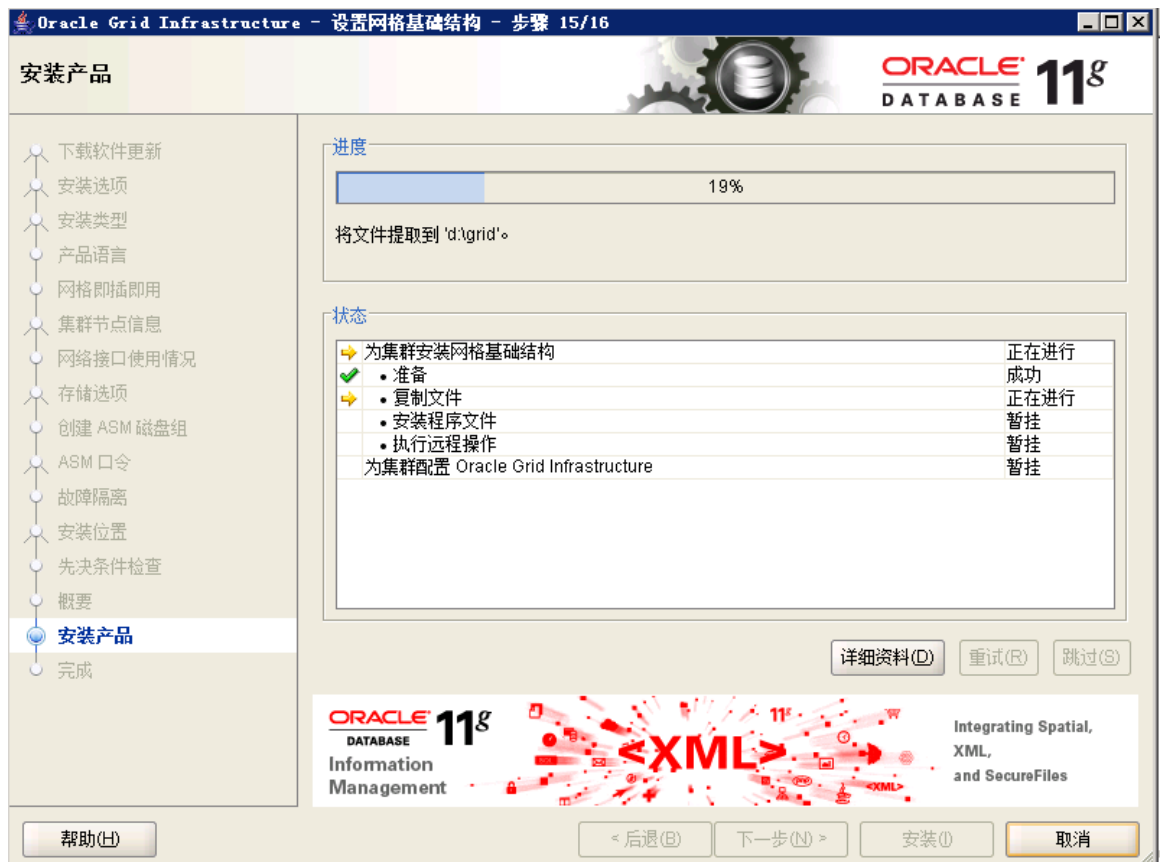 Oracle Grid Infrastructure - 设置网格基础结构 - 步骤 15/16
安装产品
ORACLE
DATABASE 11g
下载软件更新
安装选项
安装类型
产品语言
网格即插即用
集群节点信息
网络接口使用情况
存储选项
创建 ASM 磁盘组
ASM 口令
故障隔离
安装位置
先决条件检查
概要
安装产品
完成
进度
19%
将文件提取到 'd:\grid'。
状态
为集群安装网格基础结构 正在进行
• 准备 成功
• 复制文件 正在进行
• 安装程序文件 暂挂
• 执行远程操作 暂挂
为集群配置 Oracle Grid Infrastructure 暂挂
详细资料(D) 重试(R) 跳过(S)
ORACLE
DATABASE 11g
Information
Management
<XML>
11g
<XML>
Integrating Spatial,
XML,
and SecureFiles
帮助(H) < 后退(B) 下一步(N) > 安装(I) 取消